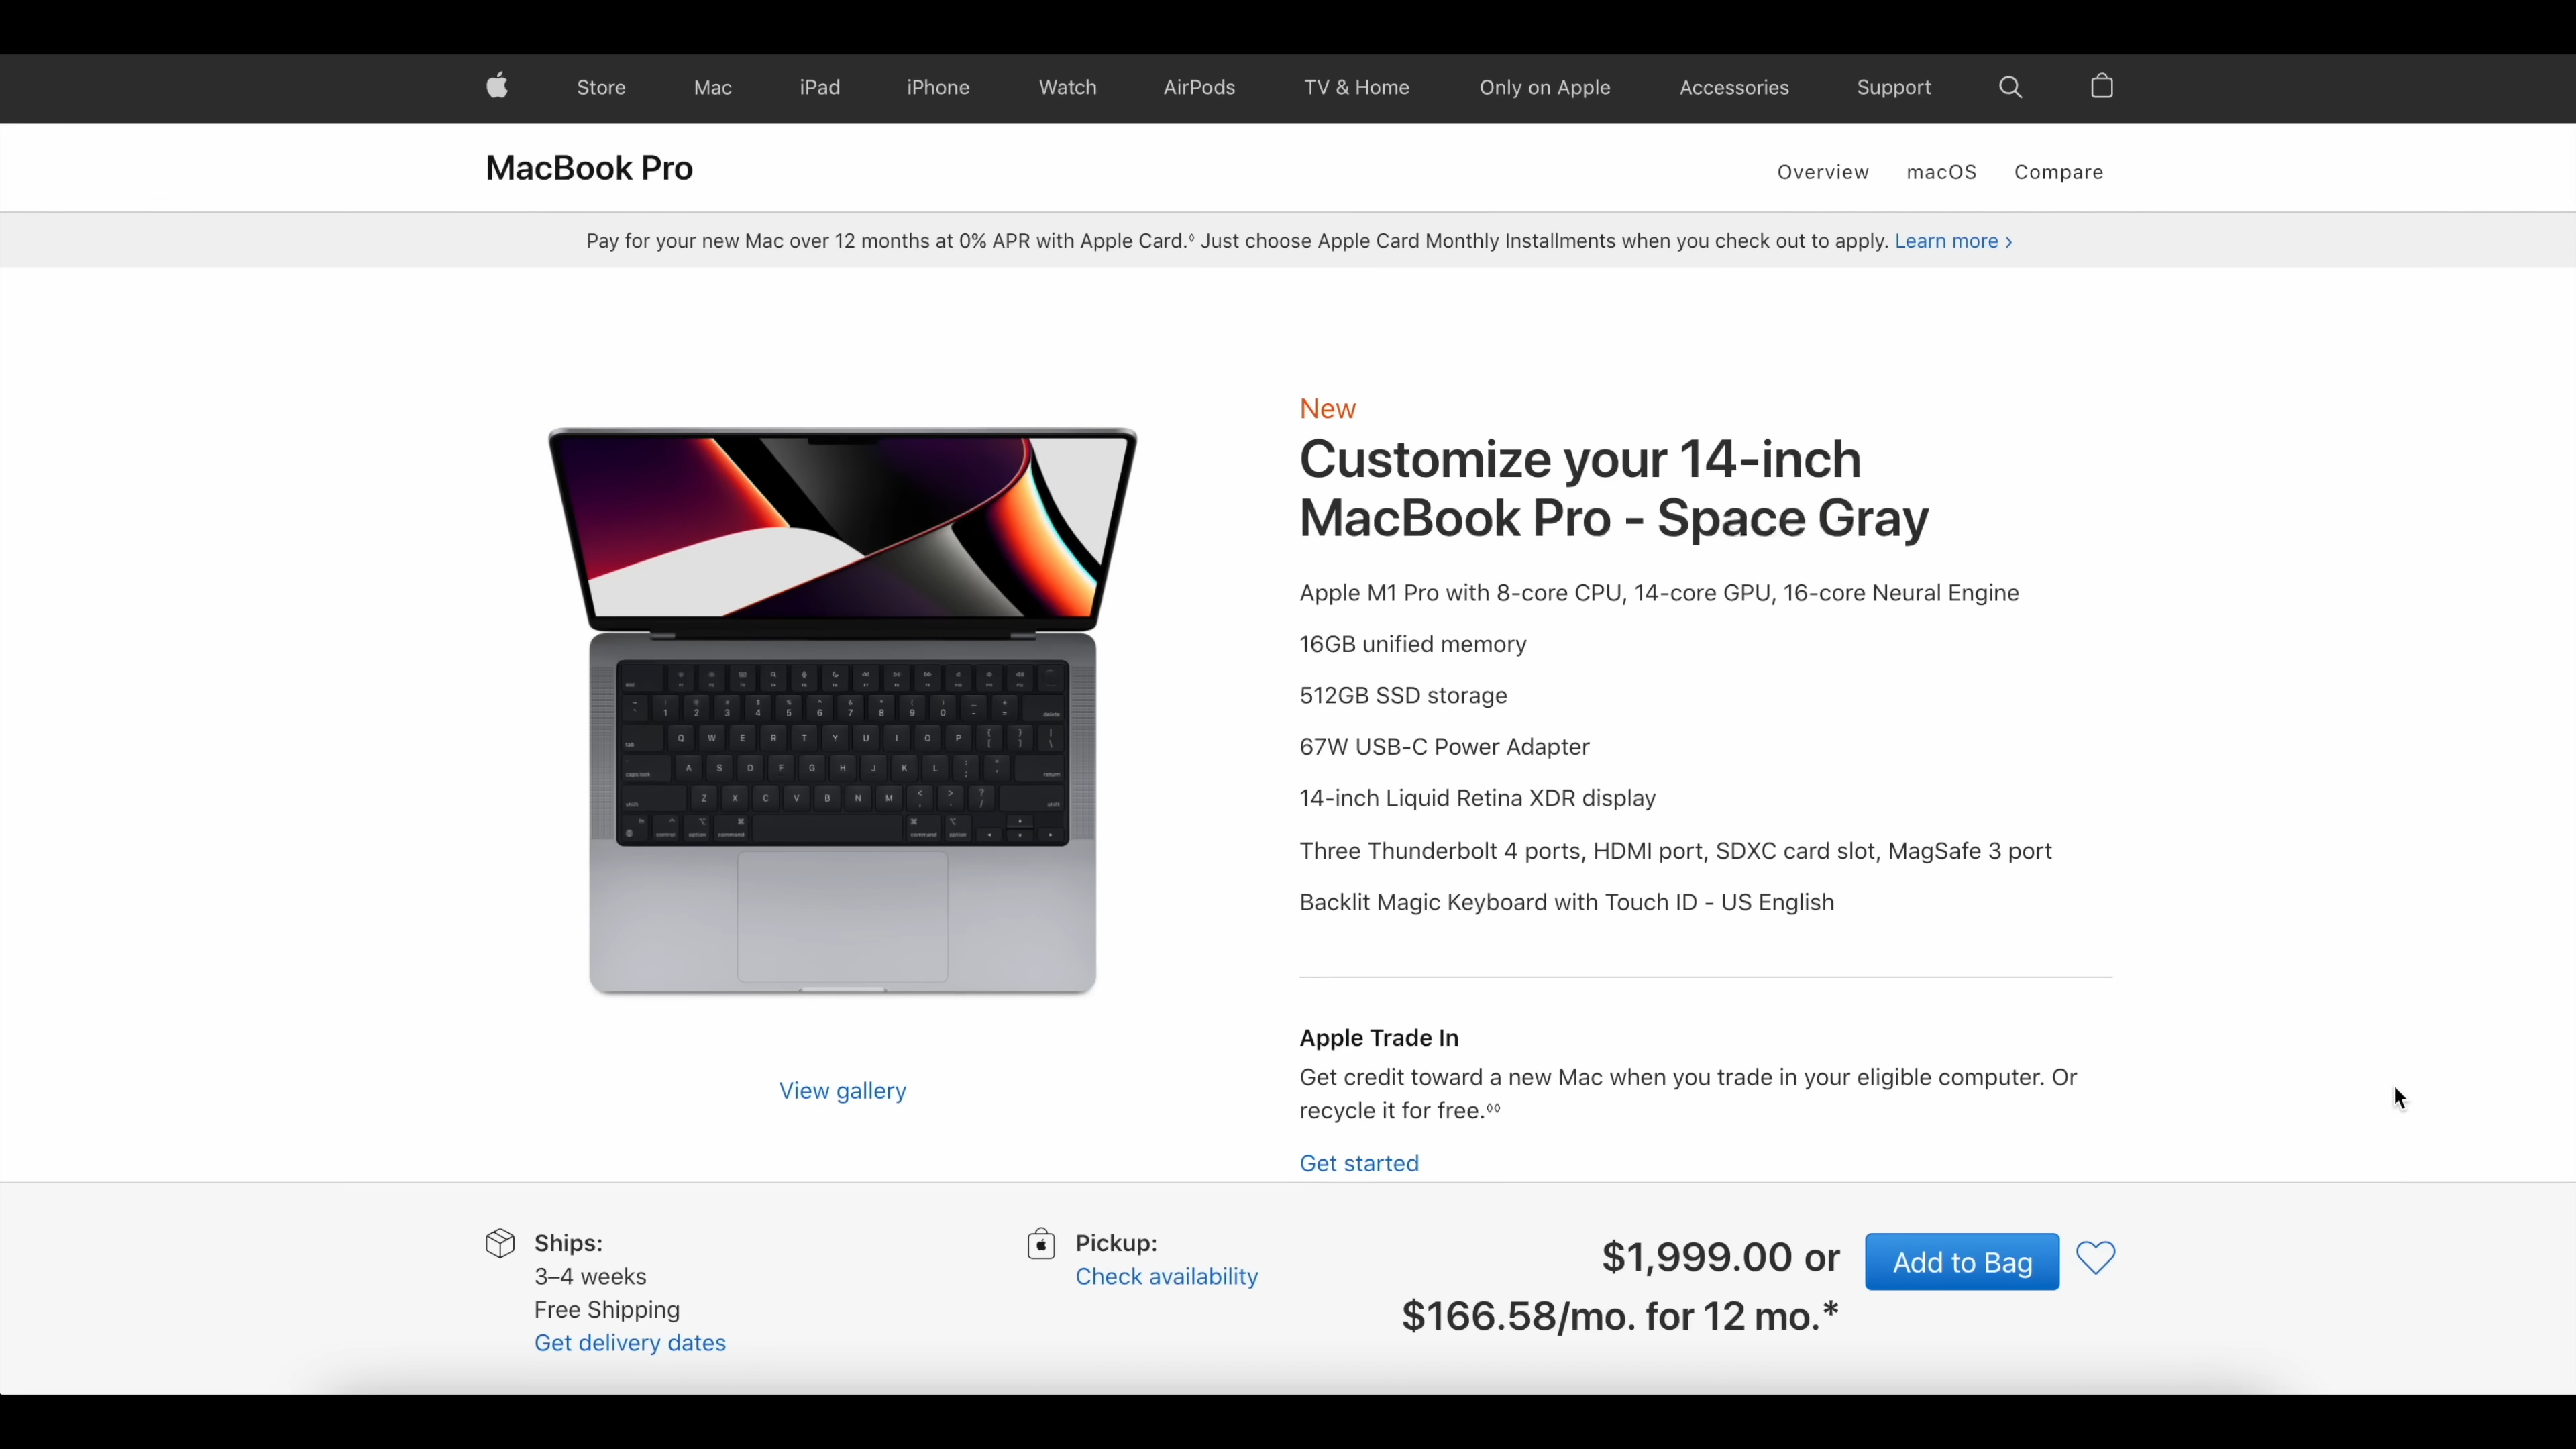 Store Mac iPad iPhone Watch AirPods TV & Home Only on Apple Accessories Support
MacBook Pro
Overview macOS Compare
Pay for your new Mac over 12 months at 0% APR with Apple Card.◊ Just choose Apple Card Monthly Installments when you check out to apply. Learn more ›
New
Customize your 14-inch
MacBook Pro - Space Gray
Apple M1 Pro with 8-core CPU, 14-core GPU, 16-core Neural Engine
16GB unified memory
512GB SSD storage
67W USB-C Power Adapter
14-inch Liquid Retina XDR display
Three Thunderbolt 4 ports, HDMI port, SDXC card slot, MagSafe 3 port
Backlit Magic Keyboard with Touch ID - US English
Apple Trade In
Get credit toward a new Mac when you trade in your eligible computer. Or
recycle it for free.◊◊
Get started
View gallery
Ships:
3–4 weeks
Free Shipping
Get delivery dates
Pickup:
Check availability
$1,999.00 or
$166.58/mo. for 12 mo.*
Add to Bag